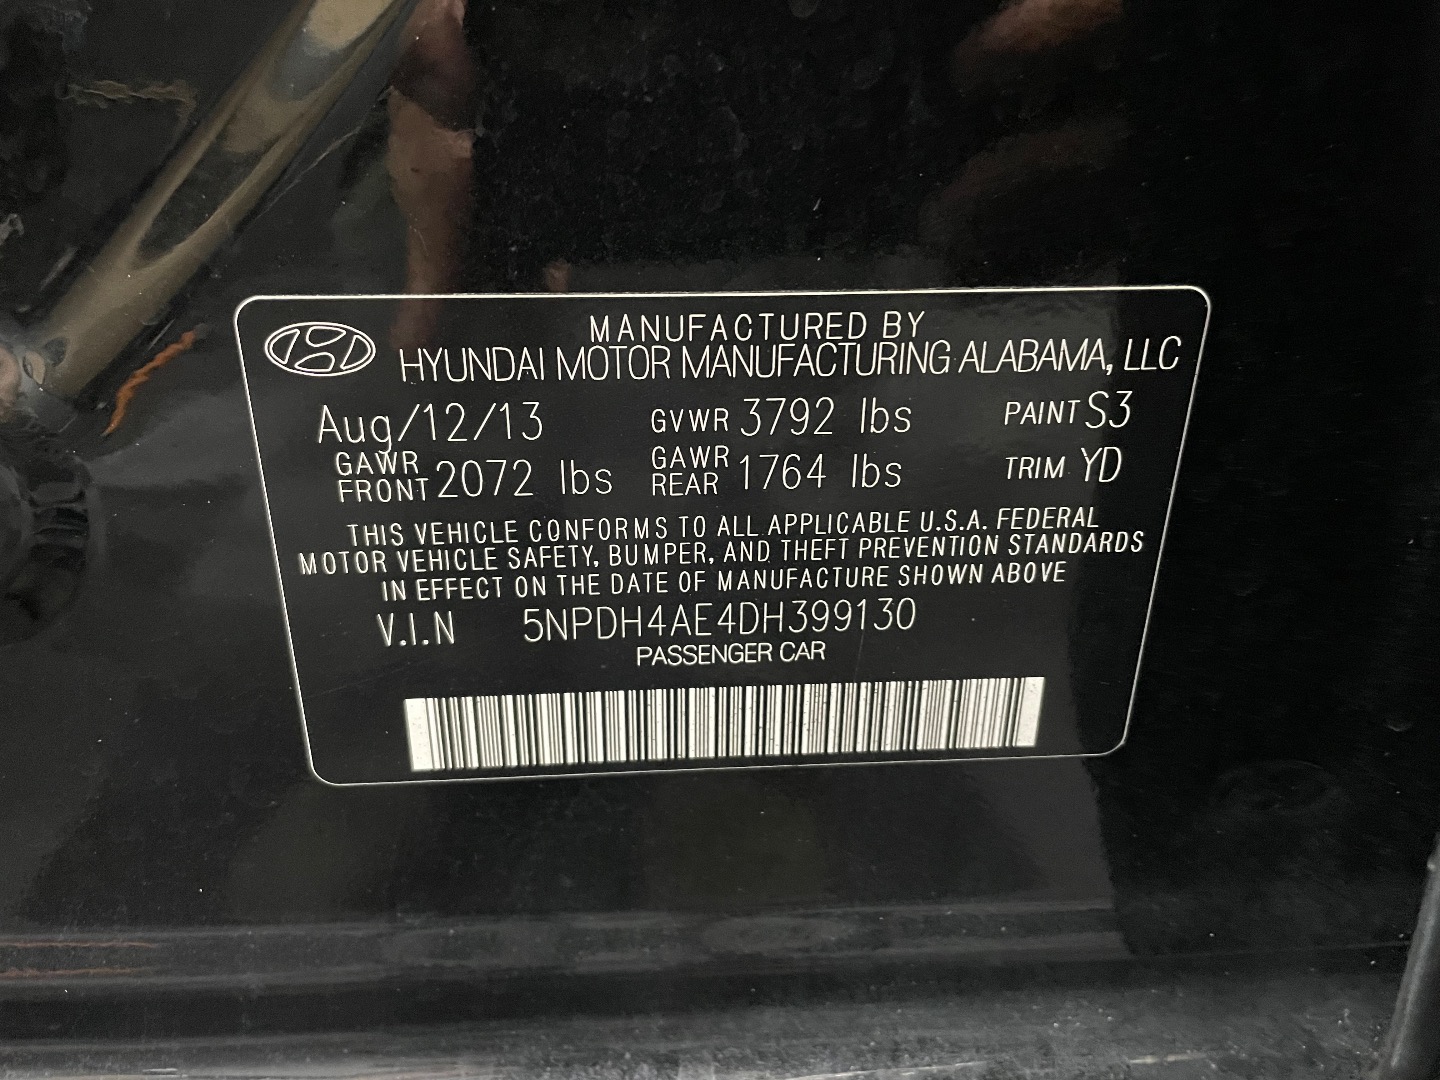 MANUFACTURED BY
HYUNDAI MOTOR MANUFACTURING ALABAMA, LLC
Aug/12/13 GVWR 3792 lbs PAINT S3
GAWR FRONT 2072 lbs GAWR REAR 1764 lbs TRIM YD
THIS VEHICLE CONFORMS TO ALL APPLICABLE U.S.A. FEDERAL
MOTOR VEHICLE SAFETY, BUMPER, AND THEFT PREVENTION STANDARDS
IN EFFECT ON THE DATE OF MANUFACTURE SHOWN ABOVE
V.I.N 5NPDH4AE4DH399130
PASSENGER CAR